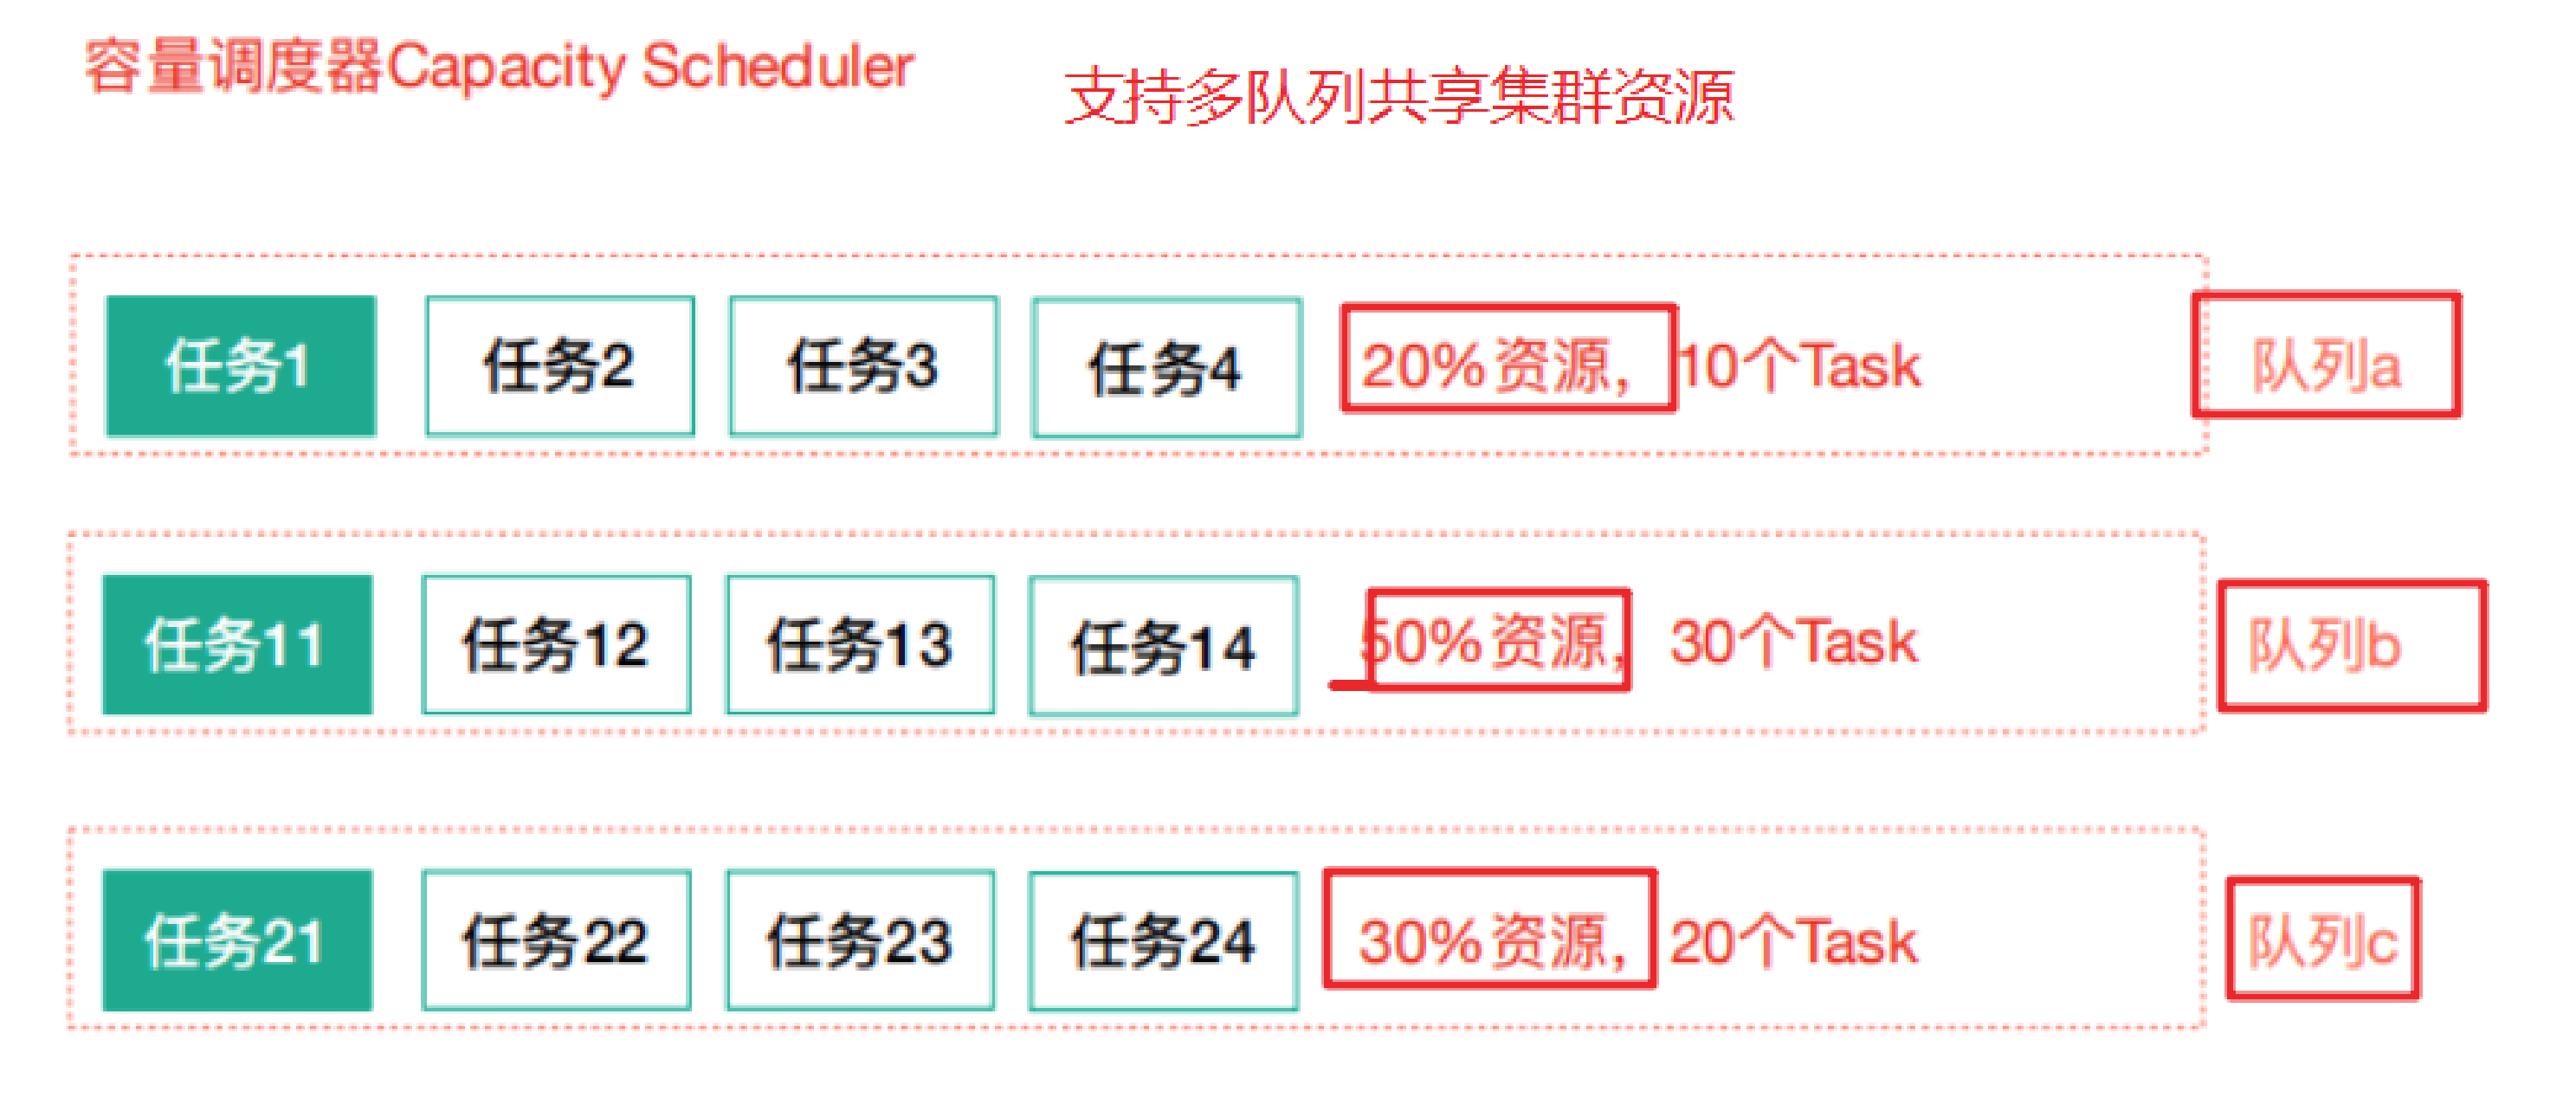 容量调度器Capacity Scheduler
支持多队列共享集群资源
任务1 任务2 任务3 任务4 20%资源, 10个Task 队列a
任务11 任务12 任务13 任务14 50%资源, 30个Task 队列b
任务21 任务22 任务23 任务24 30%资源, 20个Task 队列c